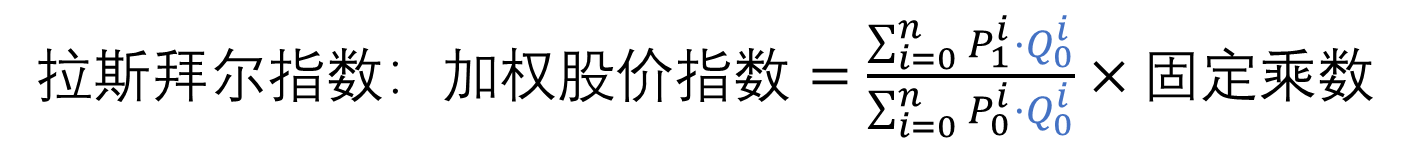 拉斯拜尔指数：加权股价指数 = \frac{\sum_{i=0}^{n} P_1^i \cdot Q_0^i}{\sum_{i=0}^{n} P_0^i \cdot Q_0^i} × 固定乘数